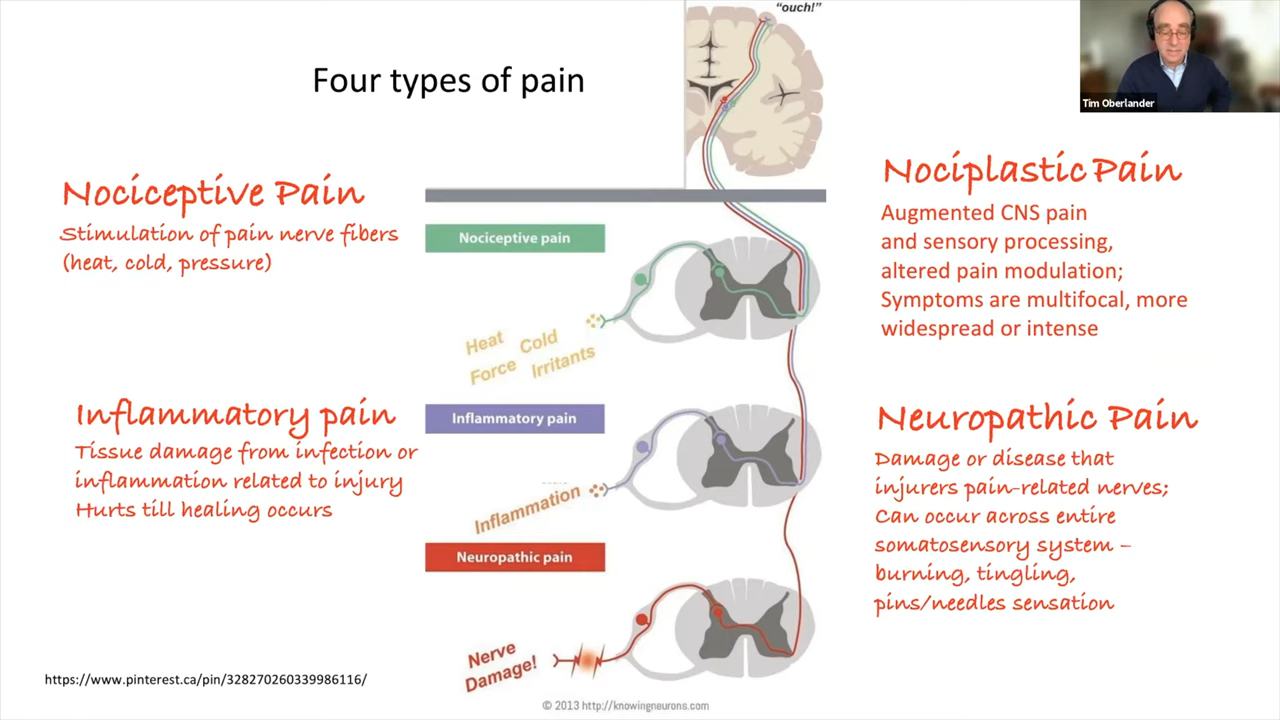 "ouch!"
Tim Oberlander
Four types of pain
Nociceptive Pain
Stimulation of pain nerve fibers
(heat, cold, pressure)
Inflammatory pain
Tissue damage from infection or
inflammation related to injury
Hurts till healing occurs
Nociceptive pain
Heat
Cold
Force
Irritants
Inflammatory pain
Inflammation
Neuropathic pain
Nerve
Damage!
Nociplastic Pain
Augmented CNS pain
and sensory processing,
altered pain modulation;
Symptoms are multifocal, more
widespread or intense
Neuropathic Pain
Damage or disease that
injurers pain-related nerves;
Can occur across entire
somatosensory system –
burning, tingling,
pins/needles sensation
https://www.pinterest.ca/pin/328270260339986116/
© 2013 http://knowingneurons.com